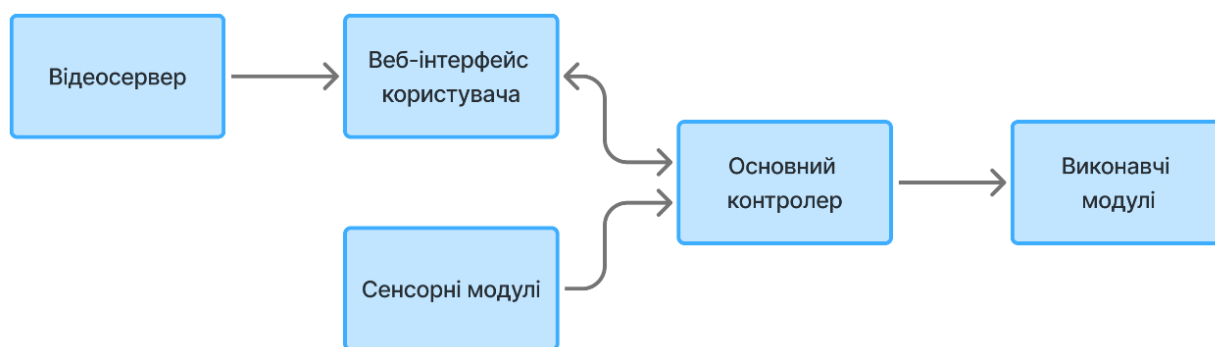 Відеосервер
Веб-інтерфейс
користувача
Основний
контролер
Виконавчі
модулі
Сенсорні модулі